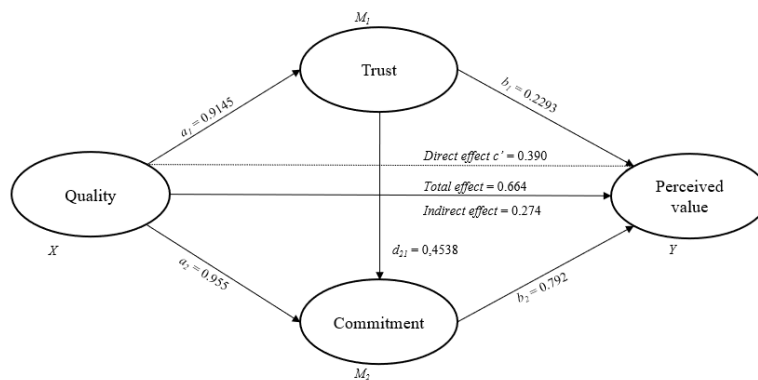 M1
Trust
a1 = 0.9145
b1 = 0.2293
Direct effect c' = 0.390
Quality
Total effect = 0.664
Perceived
value
Indirect effect = 0.274
X
Y
d21 = 0,4538
a2 = 0.955
b2 = 0.792
Commitment
M2